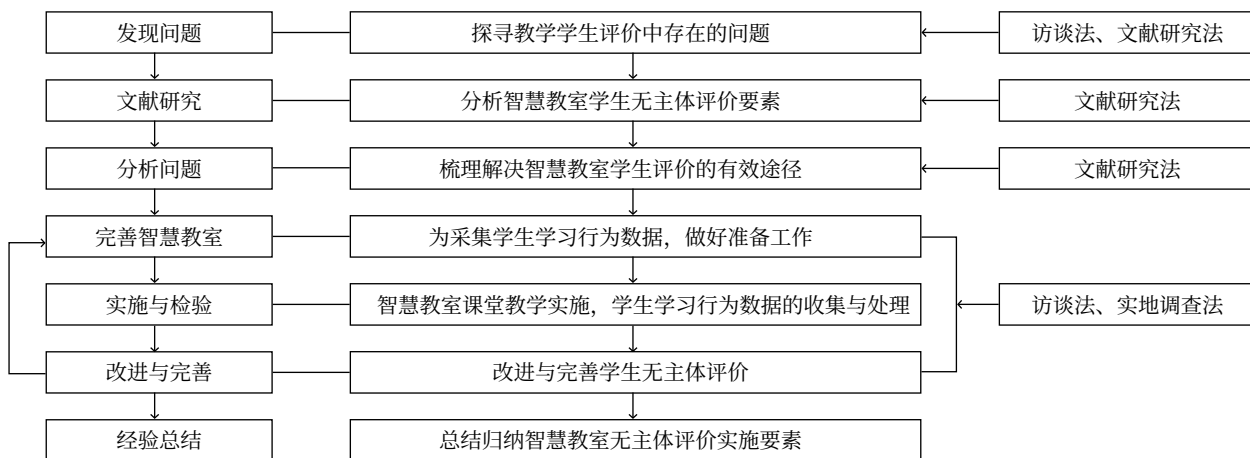 发现问题
探寻教学学生评价中存在的问题
访谈法、文献研究法
文献研究
分析智慧教室学生无主体评价要素
文献研究法
分析问题
梳理解决智慧教室学生评价的有效途径
文献研究法
完善智慧教室
为采集学生学习行为数据，做好准备工作
实施与检验
智慧教室课堂教学实施，学生学习行为数据的收集与处理
访谈法、实地调查法
改进与完善
改进与完善学生无主体评价
经验总结
总结归纳智慧教室无主体评价实施要素